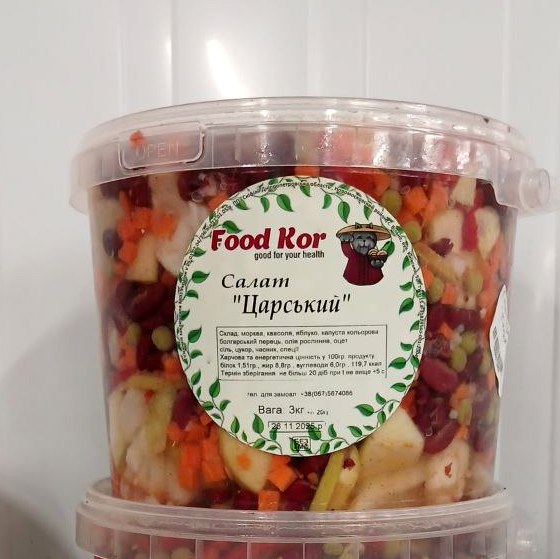 OPEN
Food Kor
good for your health
Салат
"Царський"
Склад: морква, квасоля, яблуко, капуста кольорова
болгарський перець, олія рослинна, оцет
сіль, цукор, часник, спеції
Харчова та енергетична цінність у 100гр. продукту
білок 1,51гр., жир 8,8гр., вуглеводи 6,0гр., 119,7 ккал
Термін зберігання не більш 20 діб при t не вище +5 с
тел. для замовл. +38(067)5674086
Вага. 3кг +/- 20гр
26.11.2025.р